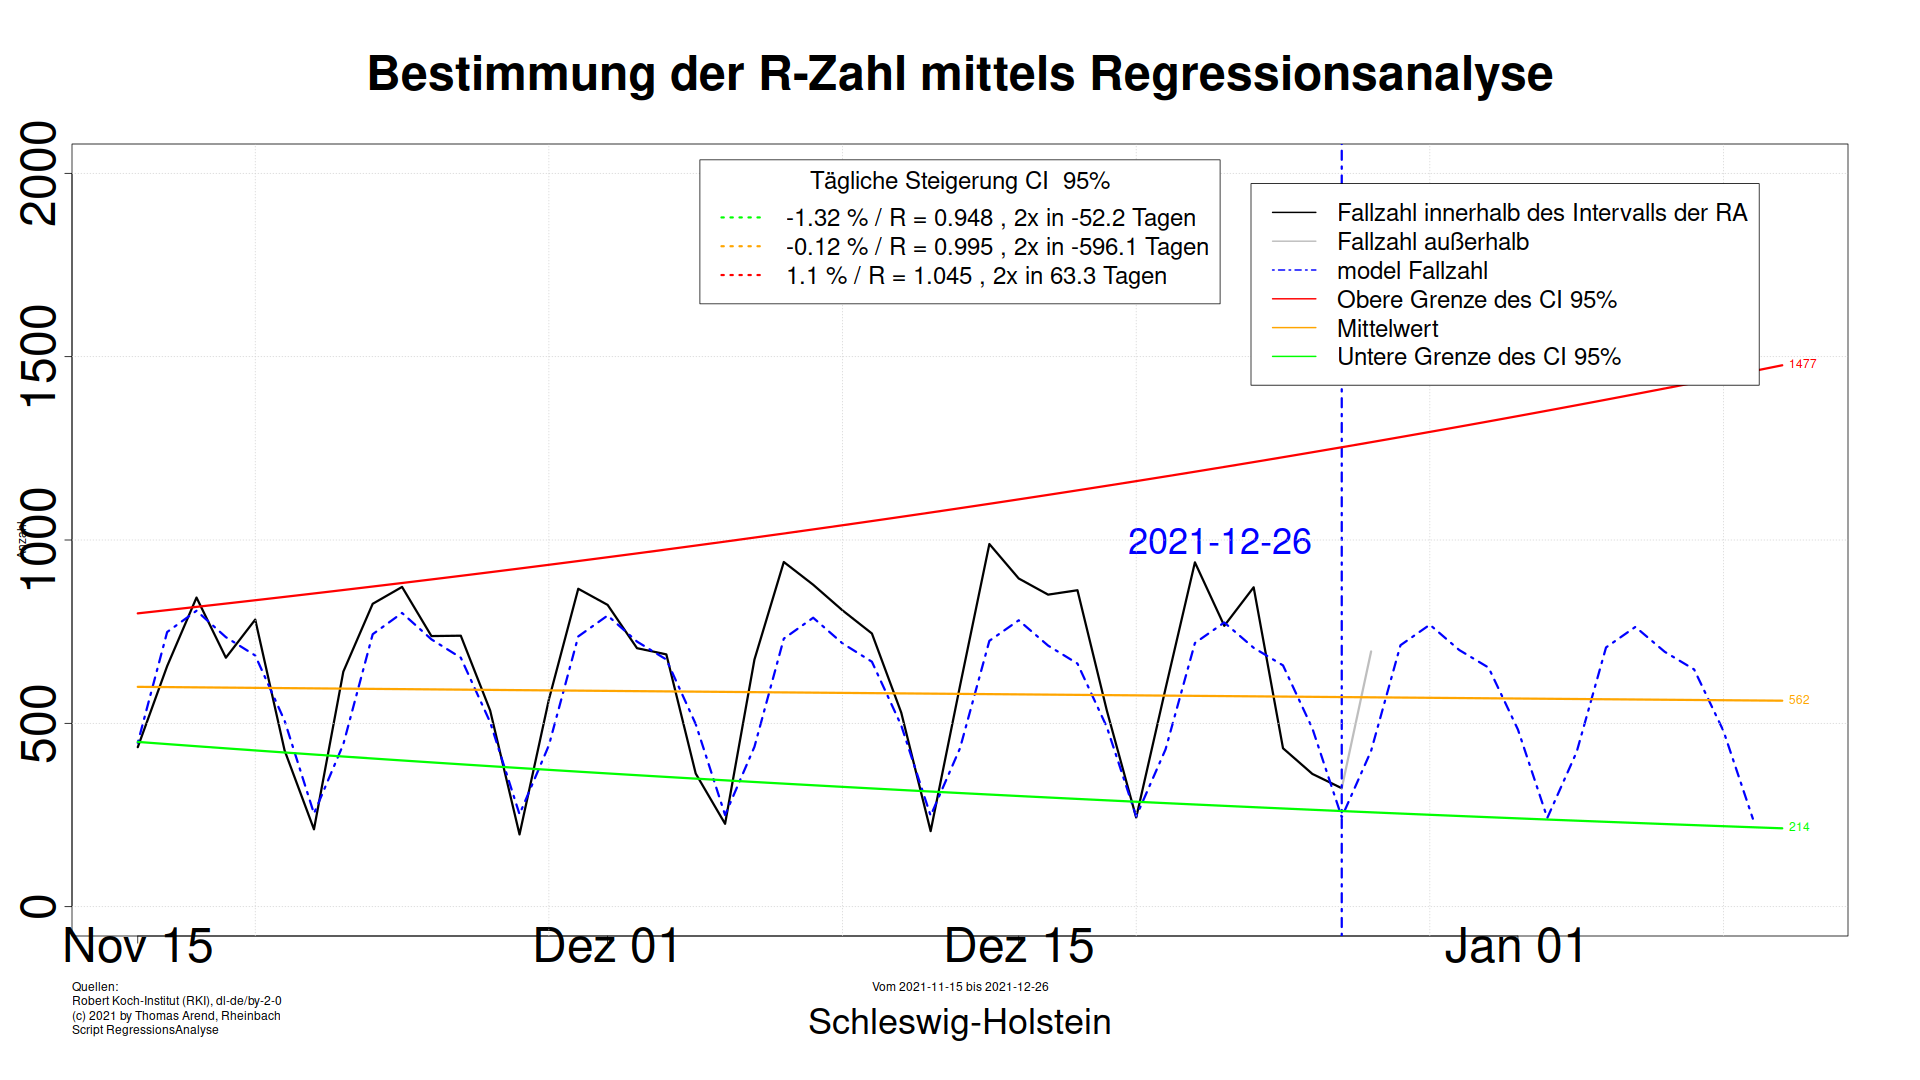 Bestimmung der R-Zahl mittels Regressionsanalyse
2000
1500
1000
500
0
Anzahl
Tägliche Steigerung CI  95%
-1.32 % / R = 0.948 , 2x in -52.2 Tagen
-0.12 % / R = 0.995 , 2x in -596.1 Tagen
1.1 % / R = 1.045 , 2x in 63.3 Tagen
Fallzahl innerhalb des Intervalls der RA
Fallzahl außerhalb
model Fallzahl
Obere Grenze des CI 95%
Mittelwert
Untere Grenze des CI 95%
1477
2021-12-26
562
214
Nov 15
Dez 01
Dez 15
Jan 01
Quellen:
Robert Koch-Institut (RKI), dl-de/by-2-0
(c) 2021 by Thomas Arend, Rheinbach
Script RegressionsAnalyse
Vom 2021-11-15 bis 2021-12-26
Schleswig-Holstein